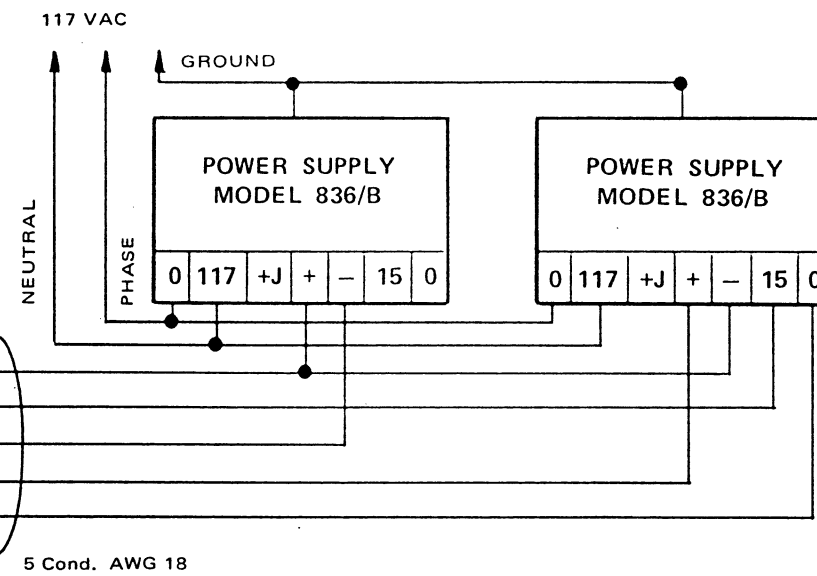 117 VAC
GROUND
NEUTRAL
PHASE
POWER SUPPLY
MODEL 836/B
0 117 +J + – 15 0
POWER SUPPLY
MODEL 836/B
0 117 +J + – 15 0
5 Cond. AWG 18